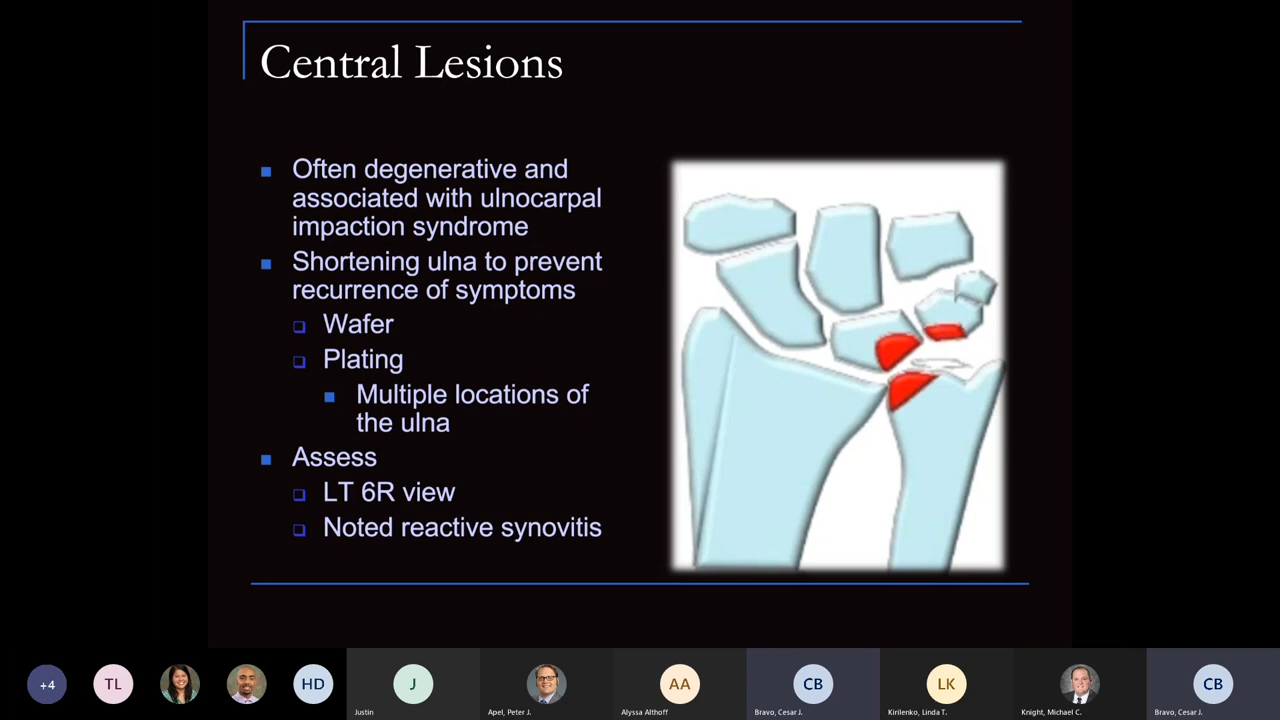 Central Lesions
Often degenerative and
associated with ulnocarpal
impaction syndrome
Shortening ulna to prevent
recurrence of symptoms
Wafer
Plating
Multiple locations of
the ulna
Assess
LT 6R view
Noted reactive synovitis
+4
TL
HD
J
AA
CB
LK
CB
Justin
Apel, Peter J.
Alyssa Althoff
Bravo, Cesar J.
Kirilenko, Linda T.
Knight, Michael C.
Bravo, Cesar J.